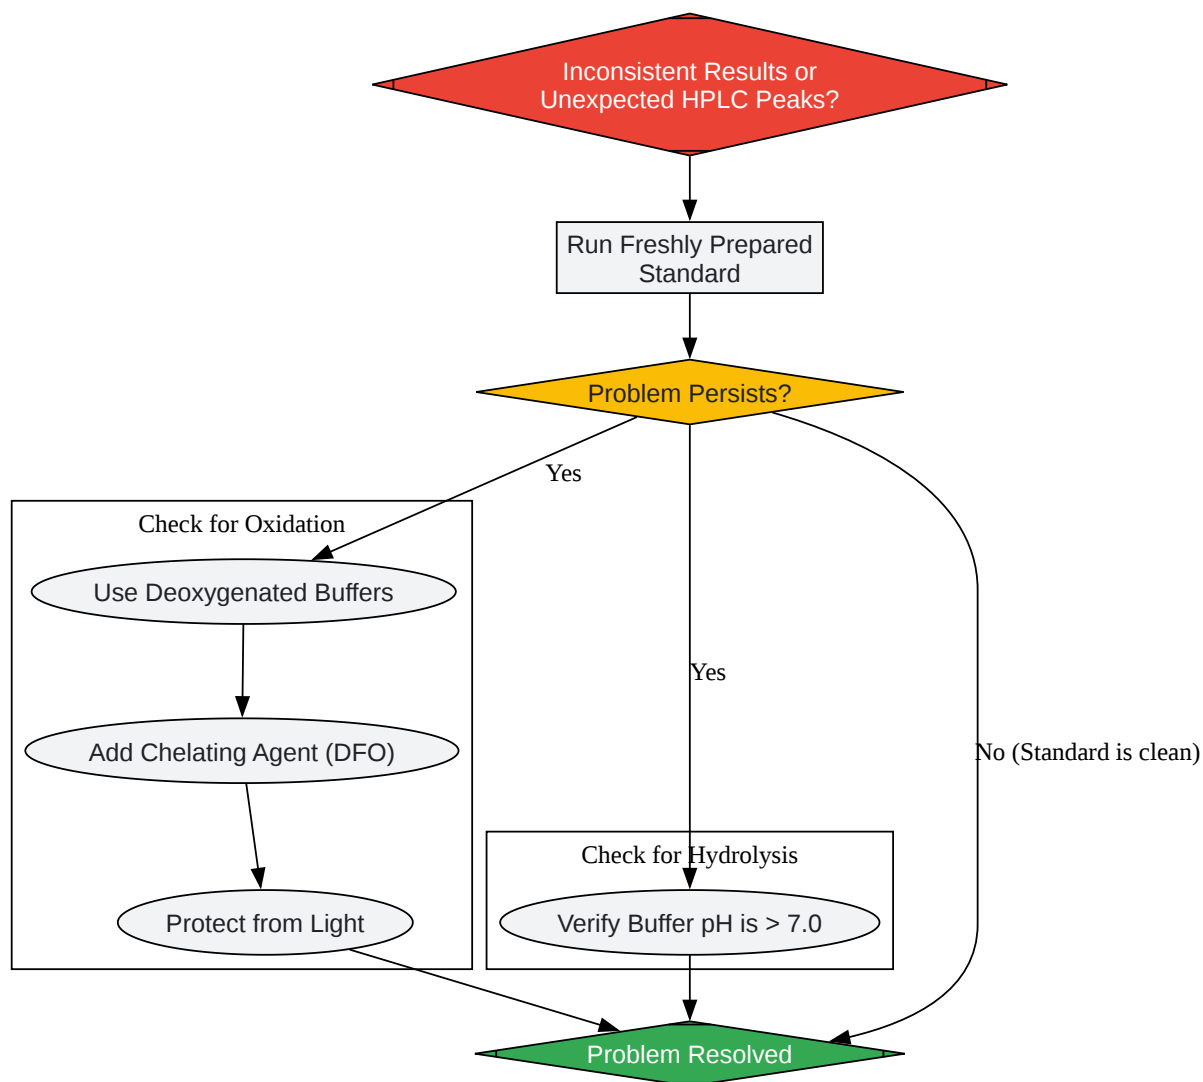 Inconsistent Results or
Unexpected HPLC Peaks?
Run Freshly Prepared
Standard
Problem Persists?
Yes
Check for Oxidation
Use Deoxygenated Buffers
Yes
Add Chelating Agent (DFO)
No (Standard is clean)
Check for Hydrolysis
Protect from Light
Verify Buffer pH is > 7.0
Problem Resolved